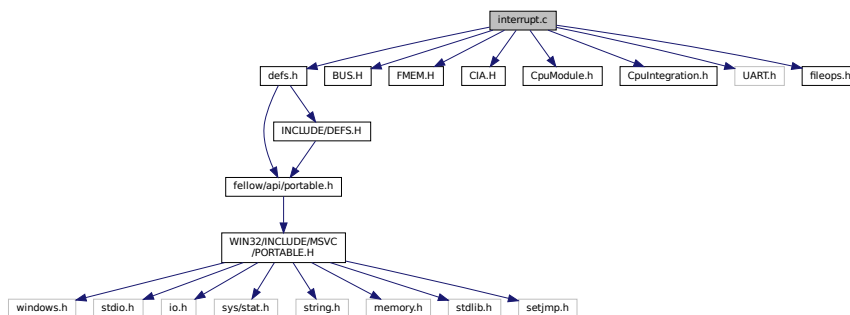 interrupt.c
defs.h
BUS.H
FMEM.H
CIA.H
CpuModule.h
CpuIntegration.h
UART.h
fileops.h
INCLUDE/DEFS.H
fellow/api/portable.h
WIN32/INCLUDE/MSVC
/PORTABLE.H
windows.h
stdio.h
io.h
sys/stat.h
string.h
memory.h
stdlib.h
setjmp.h